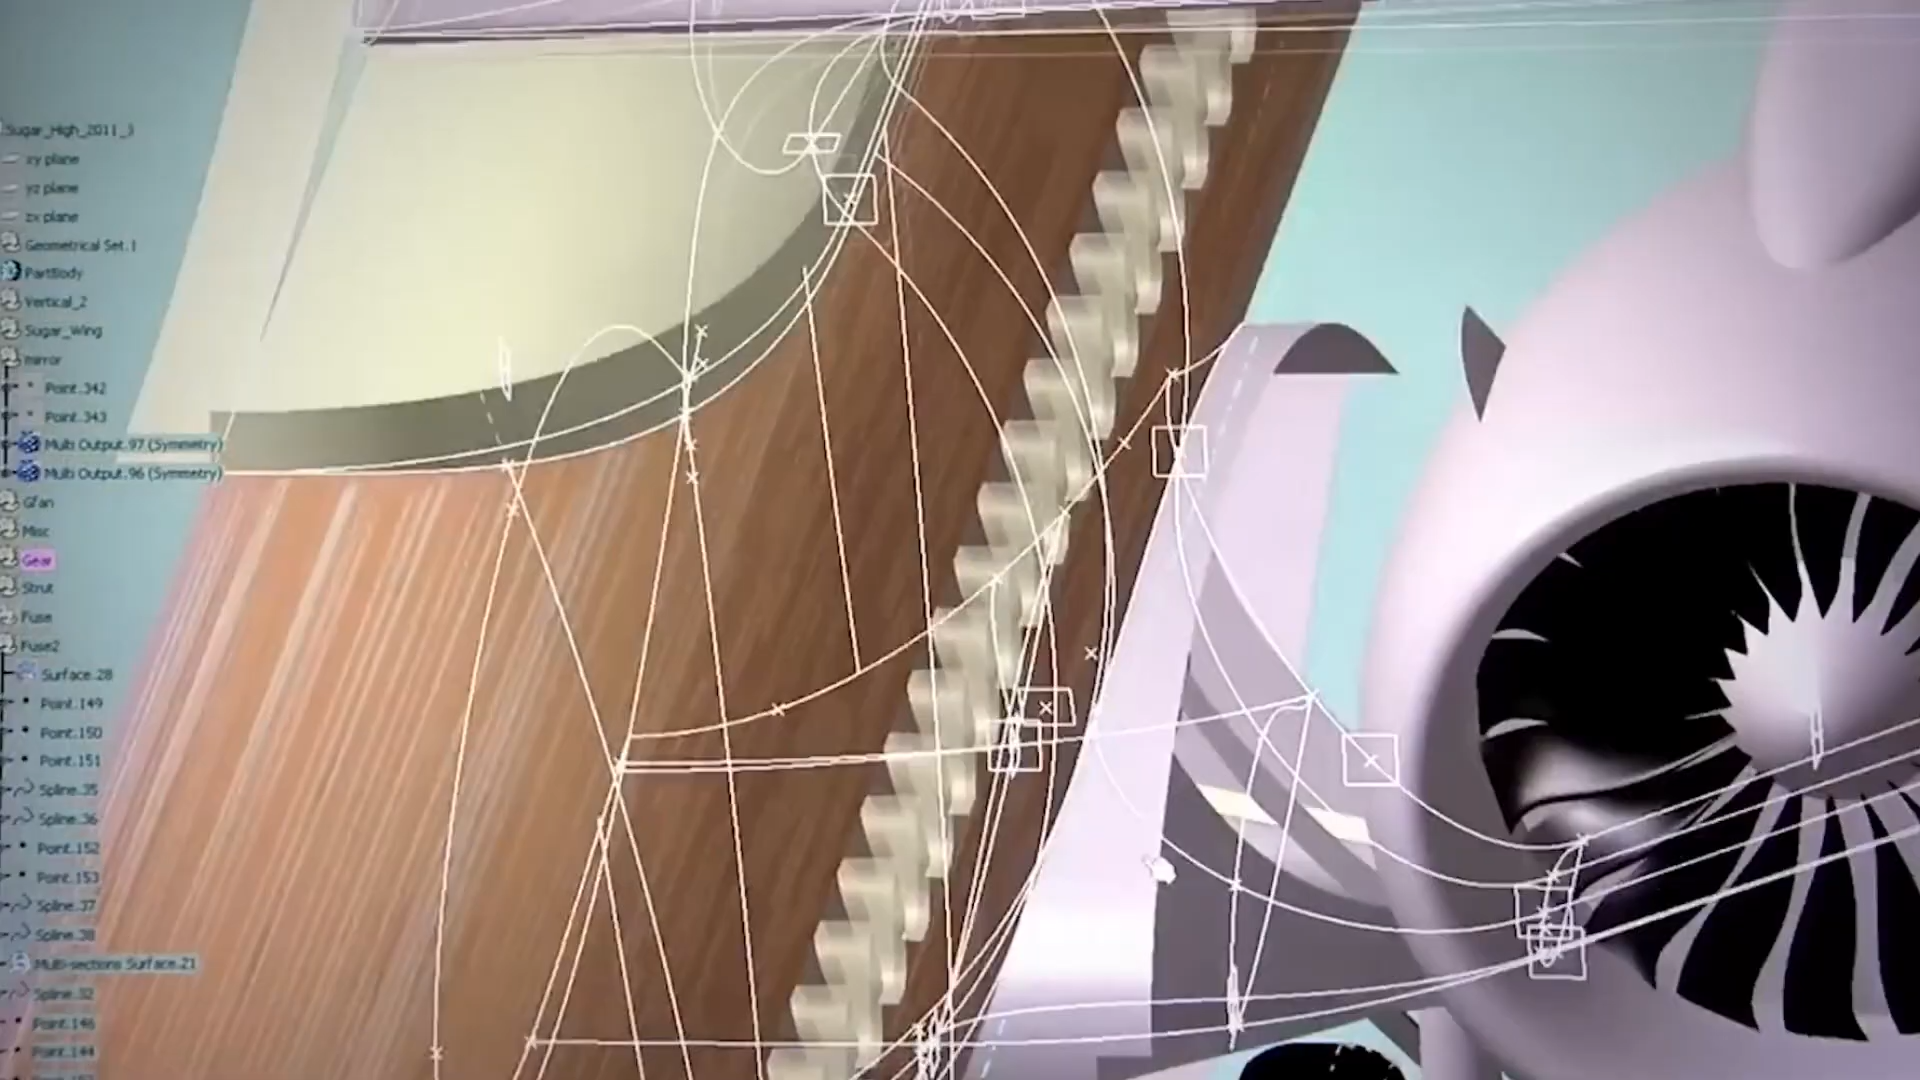 Sugar_High_2011_3
xy plane
yz plane
zx plane
Geometrical Set.1
PartBody
Vertical_2
Sugar_Wing
mirror
Point.342
Point.343
Multi Output.97 (Symmetry)
Multi Output.96 (Symmetry)
Gfan
Misc
Gear
Strut
Fuse
Fuse2
Surface.28
Point.149
Point.150
Point.151
Spline.35
Spline.36
Point.152
Point.153
Spline.37
Spline.38
Multi-sections Surface.21
Spline.32
Point.146
Point.144